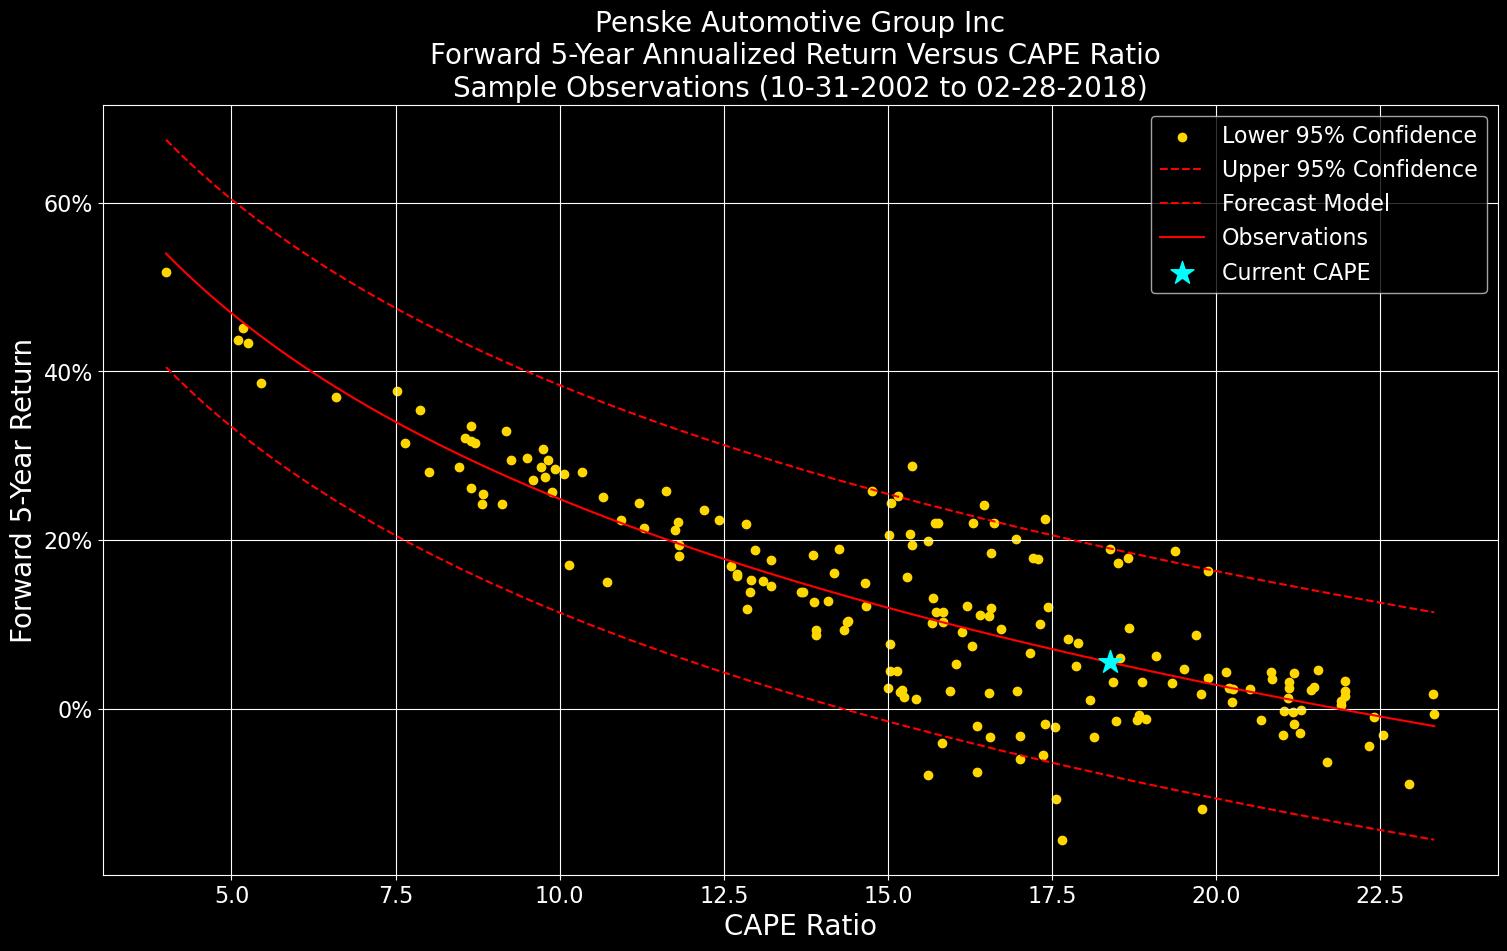 Penske Automotive Group Inc
Forward 5-Year Annualized Return Versus CAPE Ratio
Sample Observations (10-31-2002 to 02-28-2018)
Lower 95% Confidence
Upper 95% Confidence
Forecast Model
Observations
Current CAPE
Forward 5-Year Return
60%
40%
20%
0%
5.0 7.5 10.0 12.5 15.0 17.5 20.0 22.5
CAPE Ratio